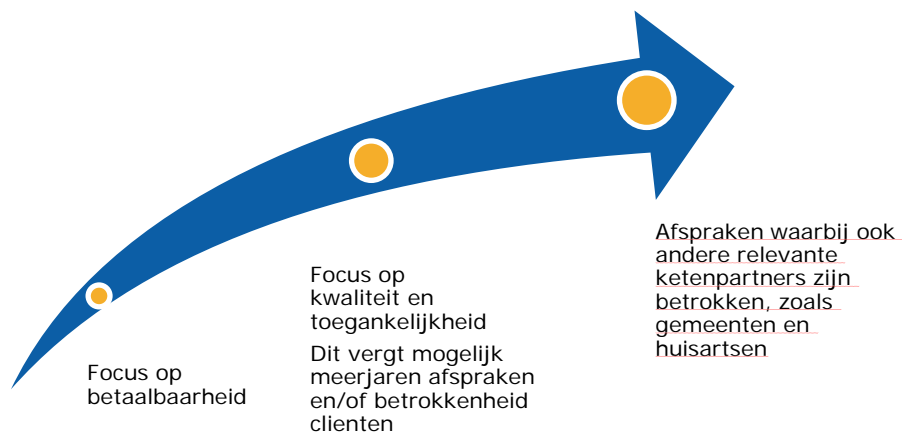 Focus op
betaalbaarheid
Focus op
kwaliteit en
toegankelijkheid
Dit vergt mogelijk
meerjaren afspraken
en/of betrokkenheid
clienten
Afspraken waarbij ook
andere relevante
ketenpartners zijn
betrokken, zoals
gemeenten en
huisartsen